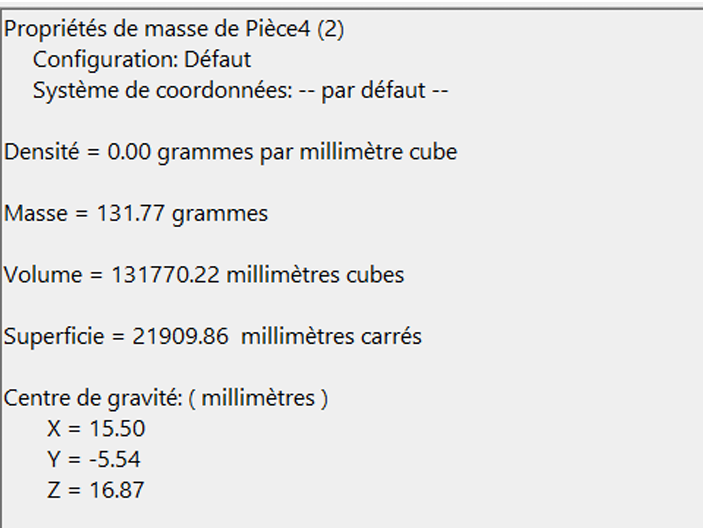 Propriétés de masse de Pièce4 (2)
Configuration: Défaut
Système de coordonnées: -- par défaut --
Densité = 0.00 grammes par millimètre cube
Masse = 131.77 grammes
Volume = 131770.22 millimètres cubes
Superficie = 21909.86  millimètres carrés
Centre de gravité: ( millimètres )
X = 15.50
Y = -5.54
Z = 16.87